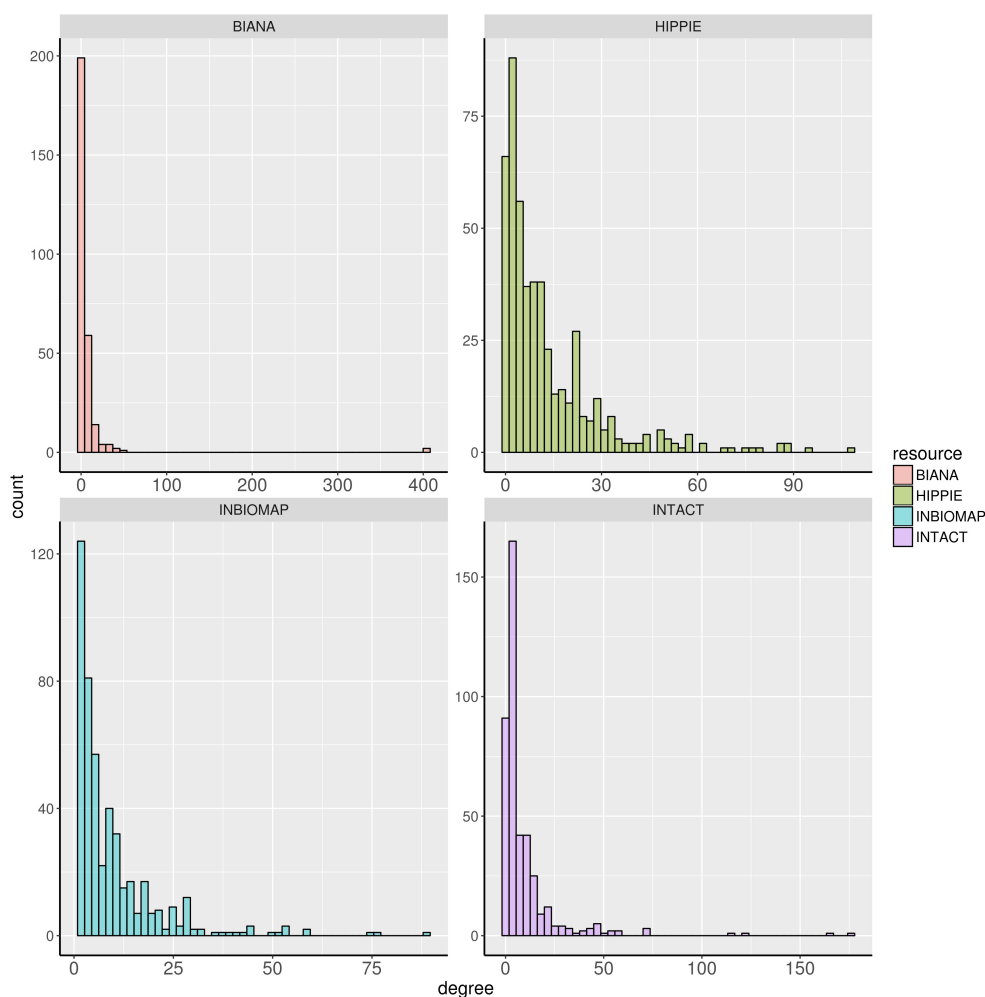 BIANA
HIPPIE
200
150
100
50
0
75
50
25
0
0 100 200 300 400
0 30 60 90
INBIOMAP
INTACT
120
80
40
0
150
100
50
0
0 25 50 75
0 50 100 150
count
degree
resource
BIANA
HIPPIE
INBIOMAP
INTACT